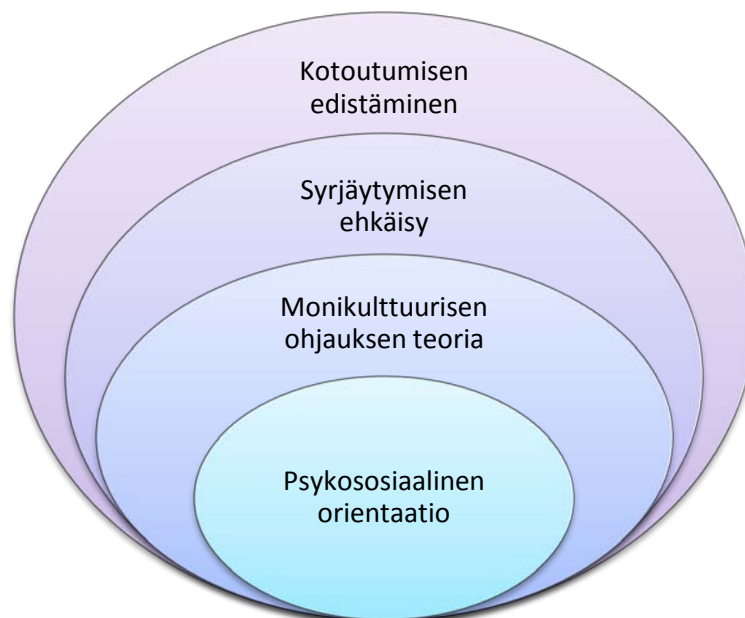 Kotoutumisen
edistäminen
Syrjäytymisen
ehkäisy
Monikulttuurisen
ohjauksen teoria
Psykososiaalinen
orientaatio